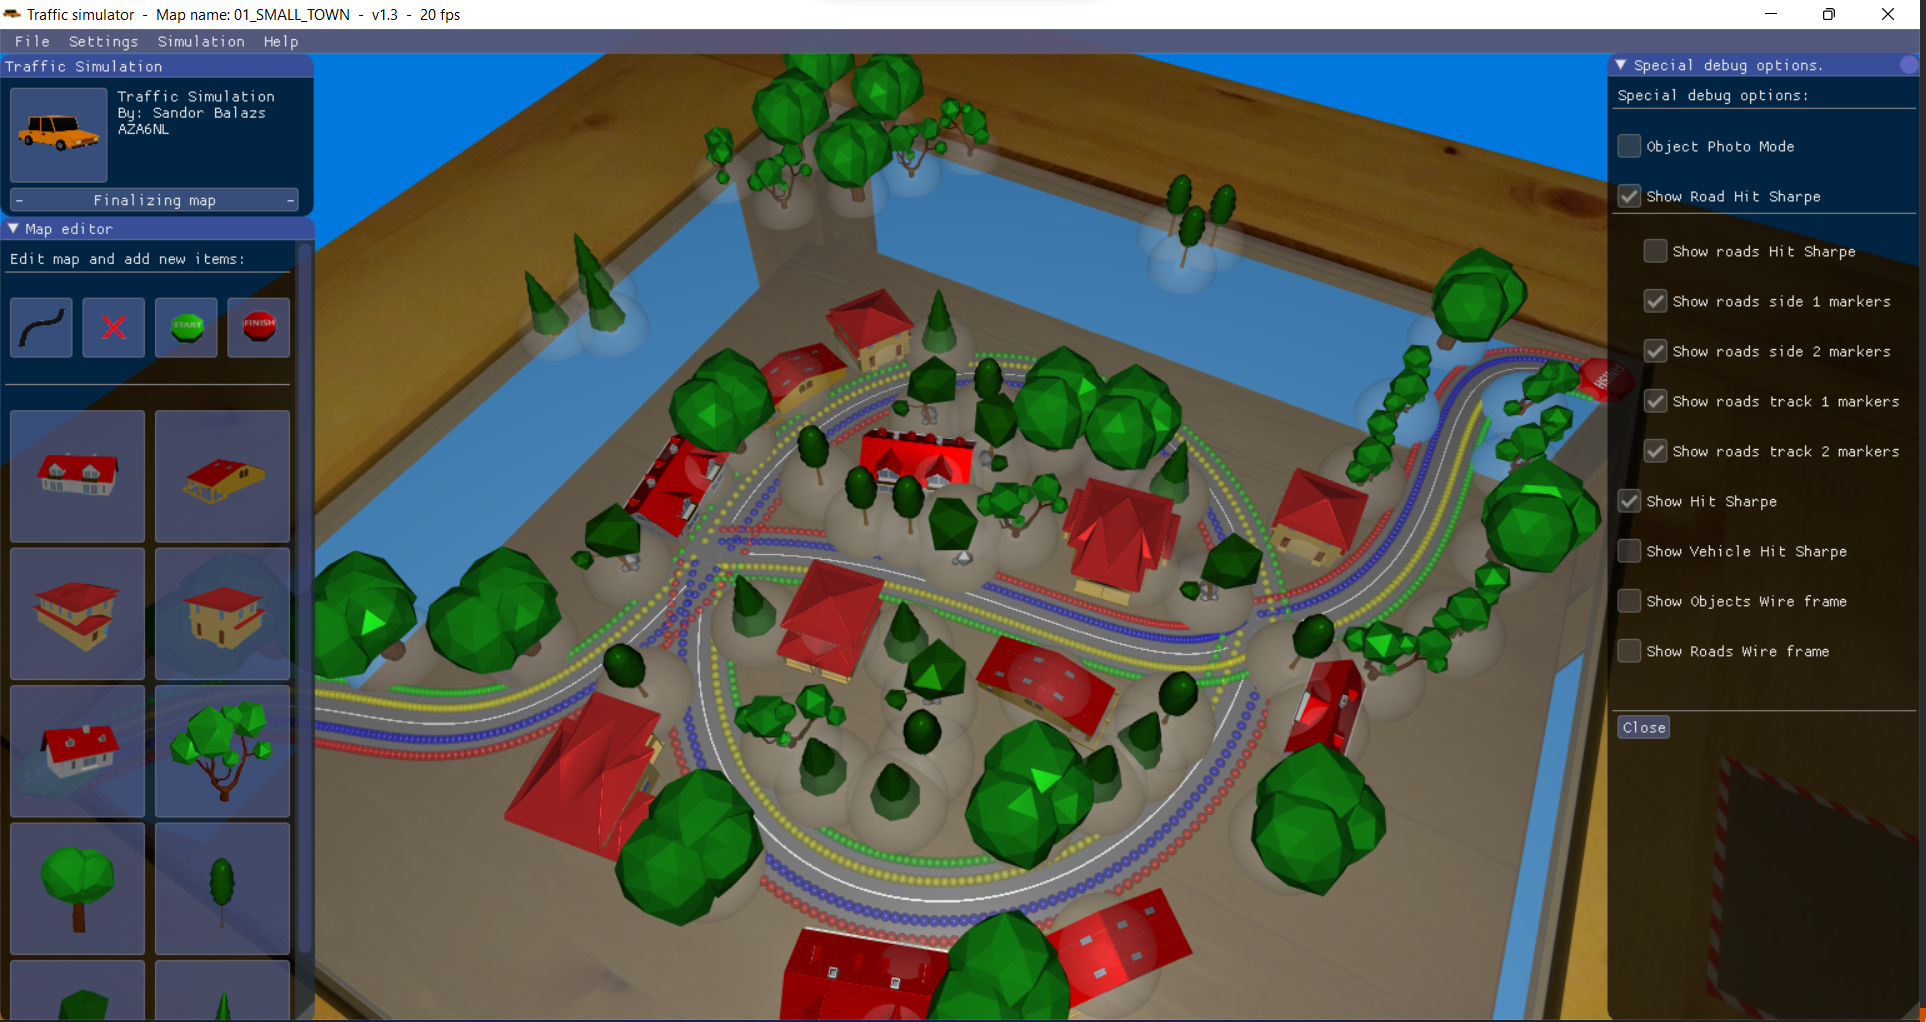 Traffic simulator - Map name: 01_SMALL_TOWN - v1.3 - 20 fps
File Settings Simulation Help
Traffic Simulation
Traffic Simulation
By: Sandor Balazs
AZA6NL
- Finalizing map -
Map editor
Edit map and add new items:
START
FINISH
FINISH
Special debug options.
Special debug options:
Object Photo Mode
Show Road Hit Sharpe
Show roads Hit Sharpe
Show roads side 1 markers
Show roads side 2 markers
Show roads track 1 markers
Show roads track 2 markers
Show Hit Sharpe
Show Vehicle Hit Sharpe
Show Objects Wire frame
Show Roads Wire frame
Close